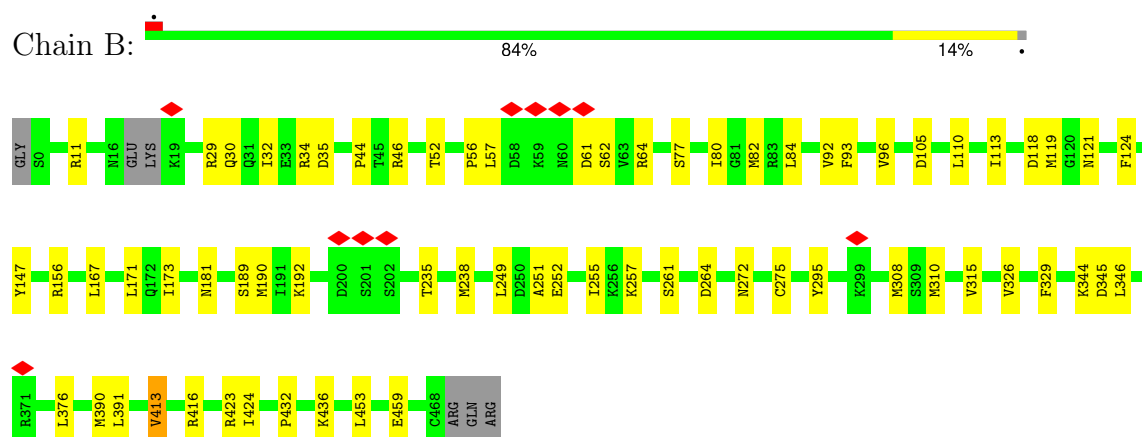 Chain B:
84% 14%
GLY S0 R11 N16 GLU LYS K19 R29 Q30 Q31 I32 E33 R34 D35 P44 T45 R46 T52 P56 L57 D58 K59 N60 D61 S62 V63 R64 S77 I80 G81 M82 R83 L84 V92 F93 V96 D105 L110 I113 D118 M119 G120 N121 F124
Y147 R156 L167 L171 Q172 I173 N181 S189 M190 I191 K192 D200 S201 S202 T235 M238 L249 D250 A251 E252 I255 K256 K257 S261 D264 N272 C275 Y295 K299 M308 S309 M310 V315 V326 F329 K344 D345 L346
R371 L376 M390 L391 V413 R416 R423 I424 P432 K436 L453 E459 C468 ARG GLN ARG